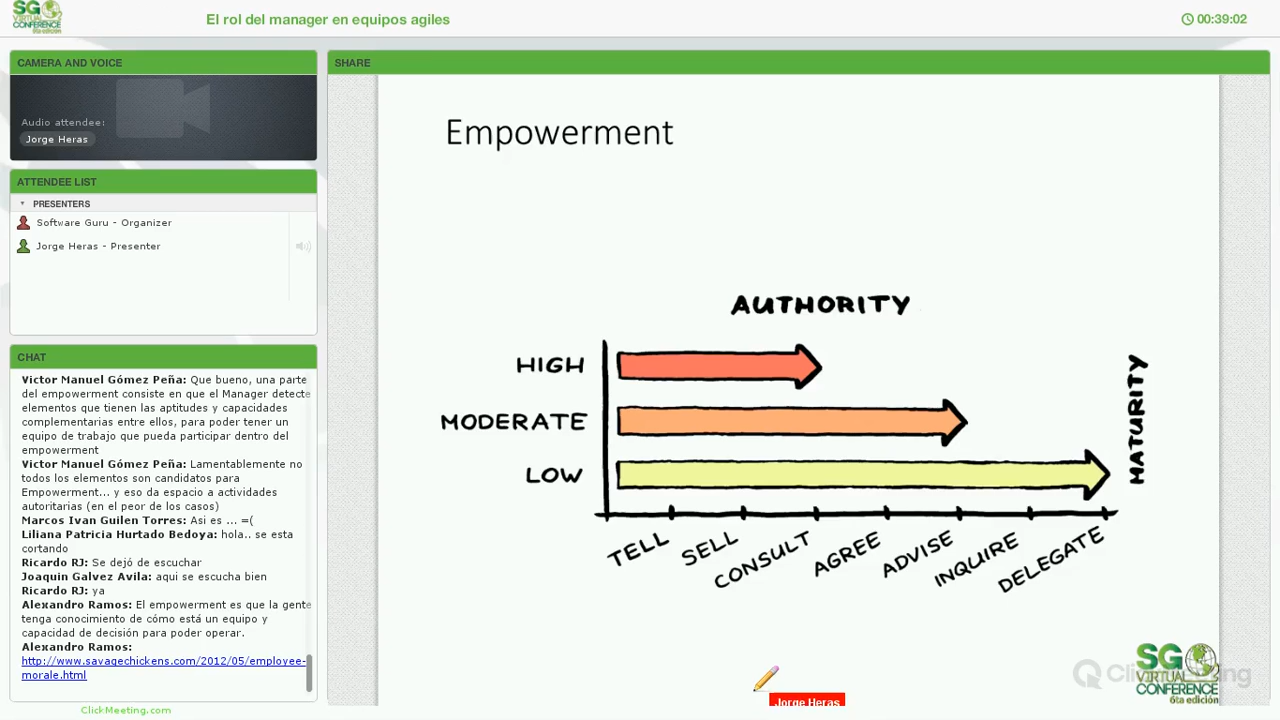 SG
VIRTUAL
CONFERENCE
6ta edición
El rol del manager en equipos agiles
00:39:02
CAMERA AND VOICE
Audio attendee:
Jorge Heras
ATTENDEE LIST
PRESENTERS
Software Guru - Organizer
Jorge Heras - Presenter
CHAT
Victor Manuel Gómez Peña: Que bueno, una parte
del empowerment consiste en que el Manager detecte
elementos que tienen las aptitudes y capacidades
complementarias entre ellos, para poder tener un
equipo de trabajo que pueda participar dentro del
empowerment
Victor Manuel Gómez Peña: Lamentablemente no
todos los elementos son candidatos para
Empowerment... y eso da espacio a actividades
autoritarias (en el peor de los casos)
Marcos Ivan Guilen Torres: Asi es ... =(
Liliana Patricia Hurtado Bedoya: hola.. se esta
cortando
Ricardo RJ: Se dejó de escuchar
Joaquin Galvez Avila: aqui se escucha bien
Ricardo RJ: ya
Alexandro Ramos: El empowerment es que la gente
tenga conocimiento de cómo está un equipo y
capacidad de decisión para poder operar.
Alexandro Ramos:
http://www.savagechickens.com/2012/05/employee-
morale.html
ClickMeeting.com
SHARE
Empowerment
AUTHORITY
HIGH
MODERATE
LOW
MATURITY
TELL
SELL
CONSULT
AGREE
ADVISE
INQUIRE
DELEGATE
Jorge Heras
SG
VIRTUAL
CONFERENCE
6ta edición